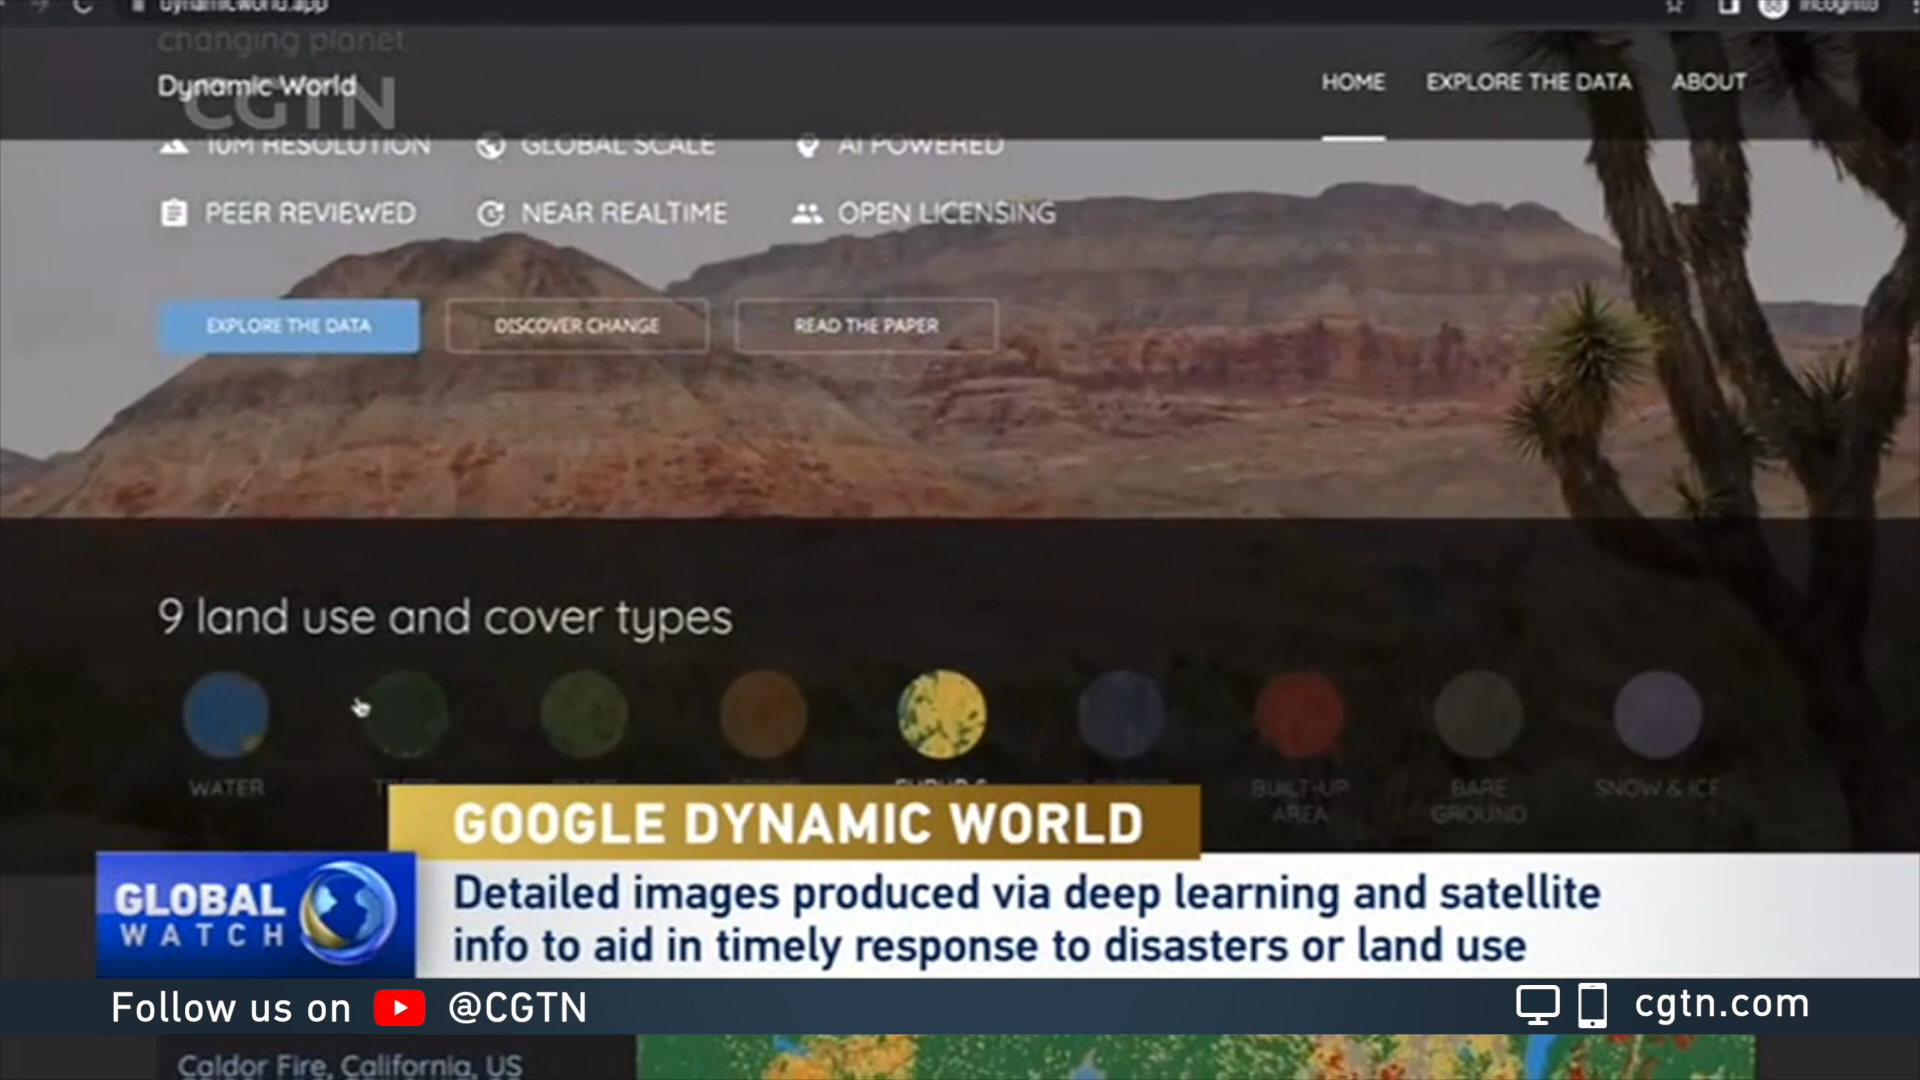 dynamicworld.app
Incognito
changing planet.
Dynamic World
CGTN
HOME
EXPLORE THE DATA
ABOUT
10M RESOLUTION
GLOBAL SCALE
AI POWERED
PEER REVIEWED
NEAR REALTIME
OPEN LICENSING
EXPLORE THE DATA
DISCOVER CHANGE
READ THE PAPER
9 land use and cover types
WATER
BUILT-UP
AREA
BARE
GROUND
SNOW & ICE
GOOGLE DYNAMIC WORLD
GLOBAL
WATCH
Detailed images produced via deep learning and satellite
info to aid in timely response to disasters or land use
Follow us on
@CGTN
cgtn.com
Caldor Fire, California, US